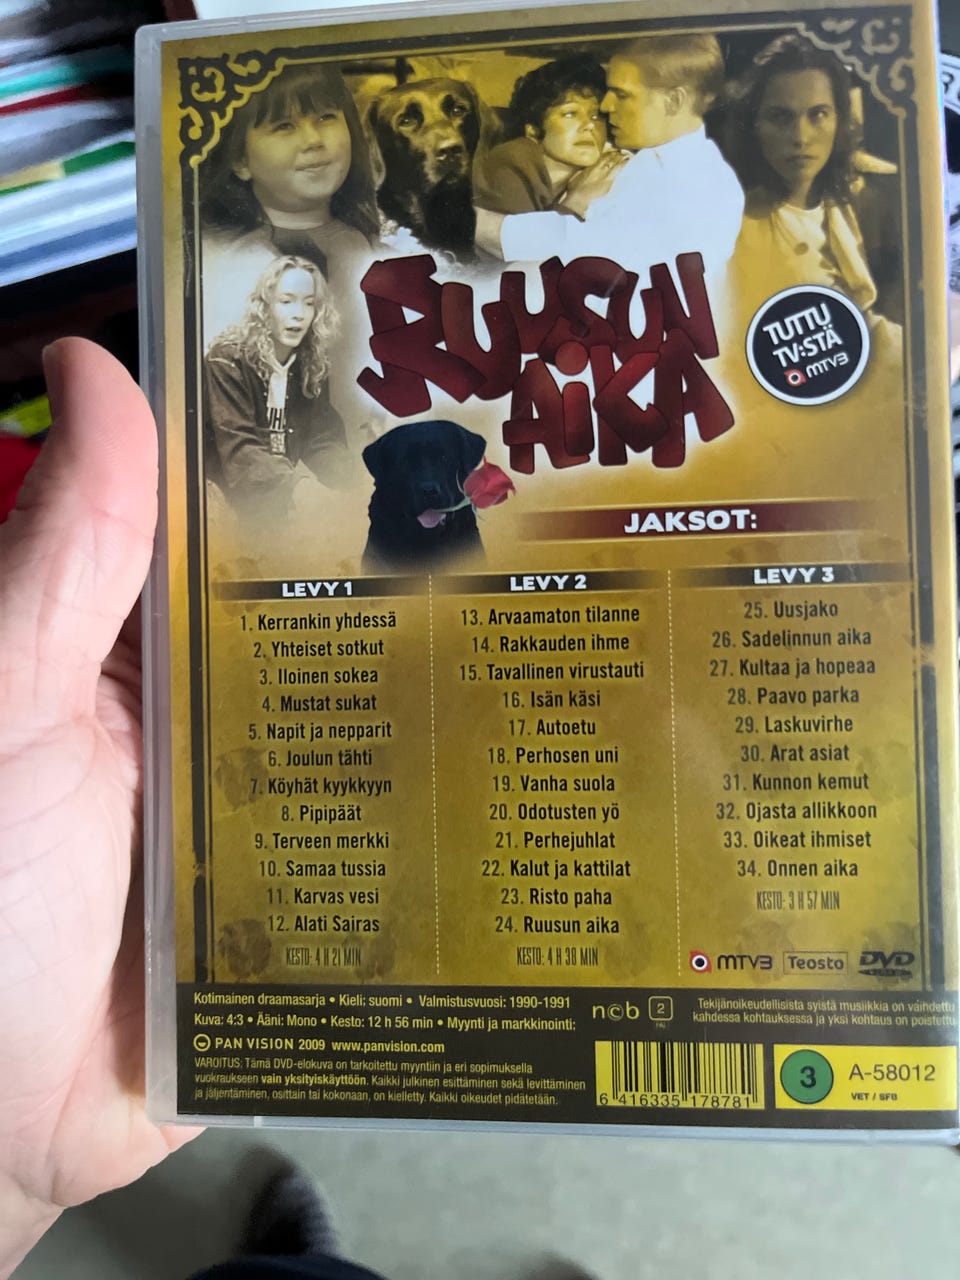 RUUSUN
AIKA
TUTTU
TV:STÄ
MTV3
JAKSOT:
LEVY 1
1. Kerrankin yhdessä
2. Yhteiset sotkut
3. Iloinen sokea
4. Mustat sukat
5. Napit ja nepparit
6. Joulun tähti
7. Köyhät kyykkyyn
8. Pipipäät
9. Terveen merkki
10. Samaa tussia
11. Karvas vesi
12. Alati Sairas
KESTO: 4 H 21 MIN
LEVY 2
13. Arvaamaton tilanne
14. Rakkauden ihme
15. Tavallinen virustauti
16. Isän käsi
17. Autoetu
18. Perhosen uni
19. Vanha suola
20. Odotusten yö
21. Perhejuhlat
22. Kalut ja kattilat
23. Risto paha
24. Ruusun aika
KESTO: 4 H 38 MIN
LEVY 3
25. Uusjako
26. Sadelinnun aika
27. Kultaa ja hopeaa
28. Paavo parka
29. Laskuvirhe
30. Arat asiat
31. Kunnon kemut
32. Ojasta allikkoon
33. Oikeat ihmiset
34. Onnen aika
KESTO: 3 H 57 MIN
MTV3 Teosto DVD
VIDEO
Kotimainen draamasarja • Kieli: suomi • Valmistusvuosi: 1990-1991
Kuva: 4:3 • Ääni: Mono • Kesto: 12 h 56 min • Myynti ja markkinointi:
PAN VISION 2009 www.panvision.com
VAROITUS: Tämä DVD-elokuva on tarkoitettu myyntiin ja eri sopimuksella
vuokraukseen vain yksityiskäyttöön. Kaikki julkinen esittäminen sekä levittäminen
ja jäljentäminen, osittain tai kokonaan, on kielletty. Kaikki oikeudet pidätetään.
ncb 2
PAL
Tekijänoikeudellisista syistä musiikkia on vaihdettu
kahdessa kohtauksessa ja yksi kohtaus on poistettu
6 416335 178781
3 A-58012
VET / SFB